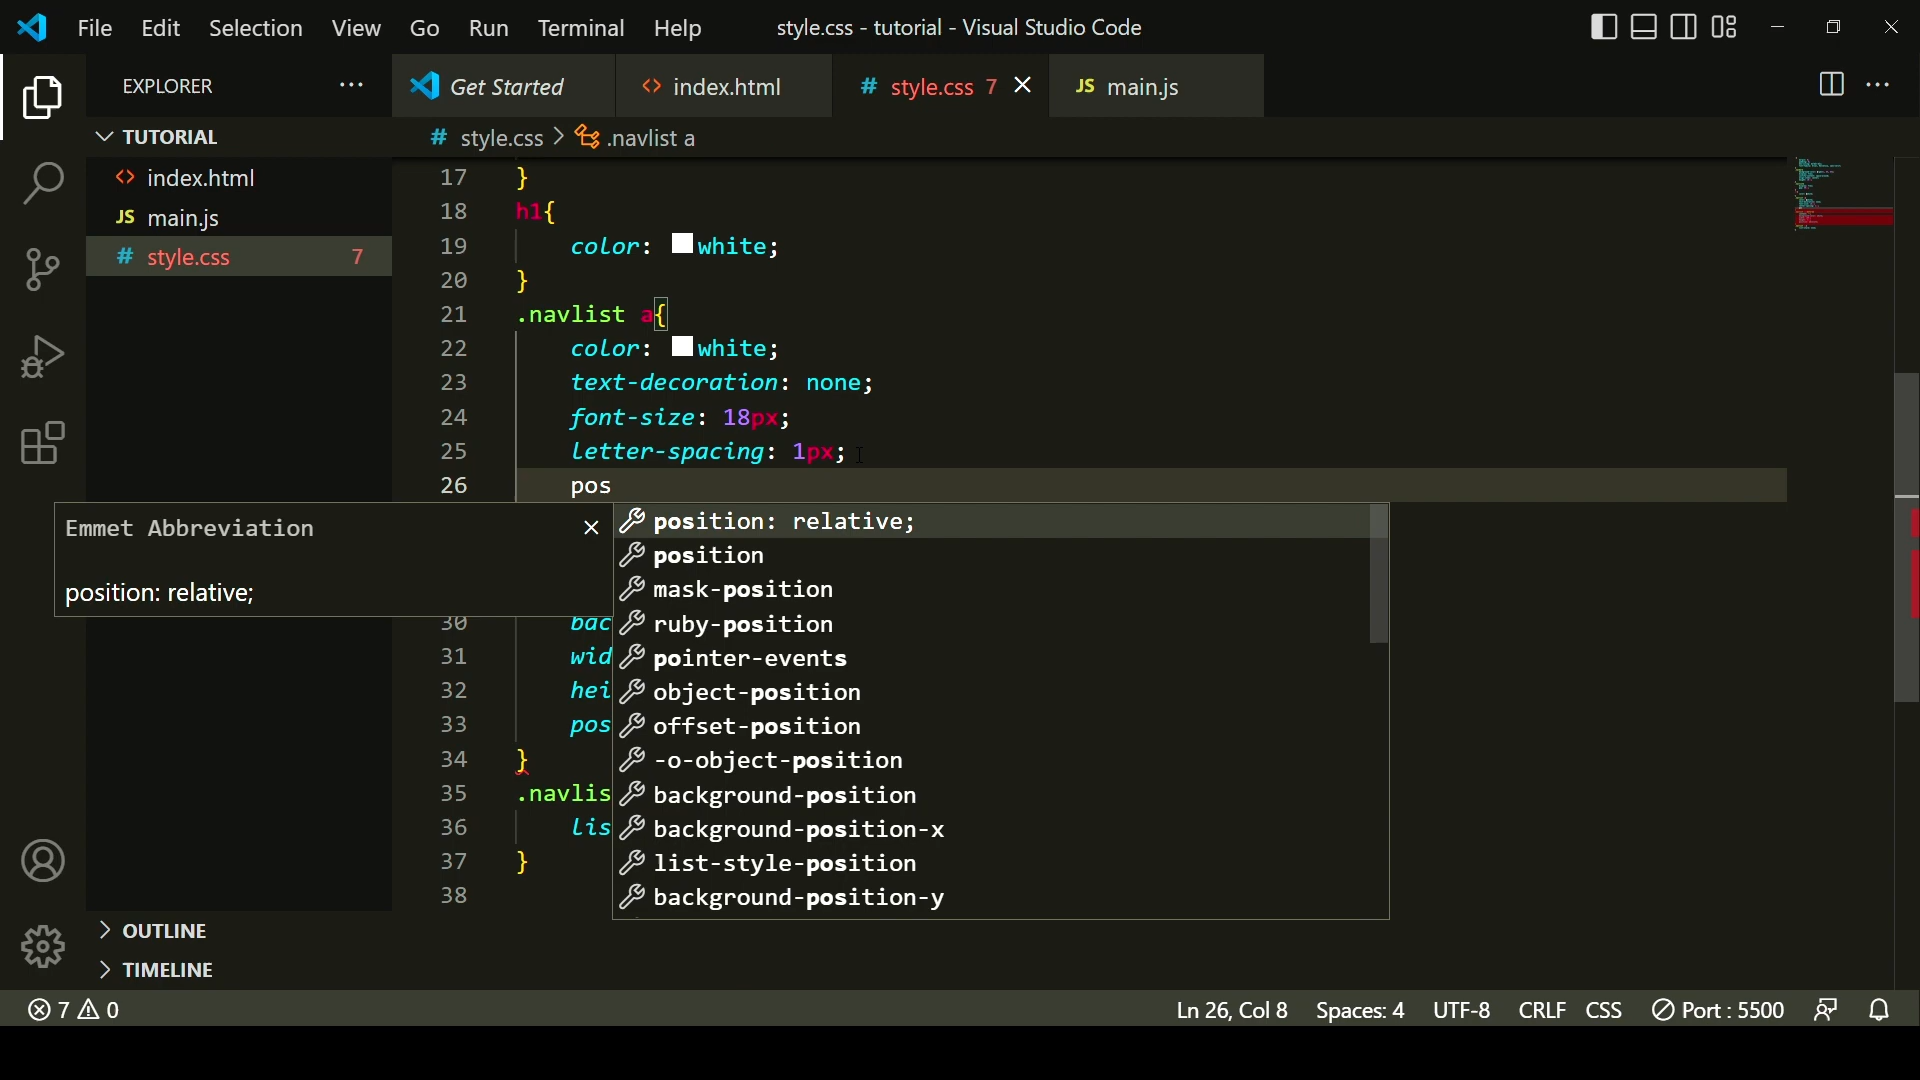 File Edit Selection View Go Run Terminal Help style.css - tutorial - Visual Studio Code
EXPLORER ··· Get Started <> index.html # style.css 7 JS main.js ···
TUTORIAL
# style.css > .navlist a
<> index.html
JS main.js
# style.css 7
17 }
18 h1{
19 color: white;
20 }
21 .navlist a{
22 color: white;
23 text-decoration: none;
24 font-size: 18px;
25 letter-spacing: 1px;
26 pos
Emmet Abbreviation
position: relative;
position: relative;
position
mask-position
ruby-position
pointer-events
object-position
offset-position
-o-object-position
background-position
background-position-x
list-style-position
background-position-y
30 bac
31 wid
32 hei
33 pos
34 }
35 .navlis
36 lis
37 }
38
OUTLINE
TIMELINE
7 0 Ln 26, Col 8 Spaces: 4 UTF-8 CRLF CSS Port : 5500